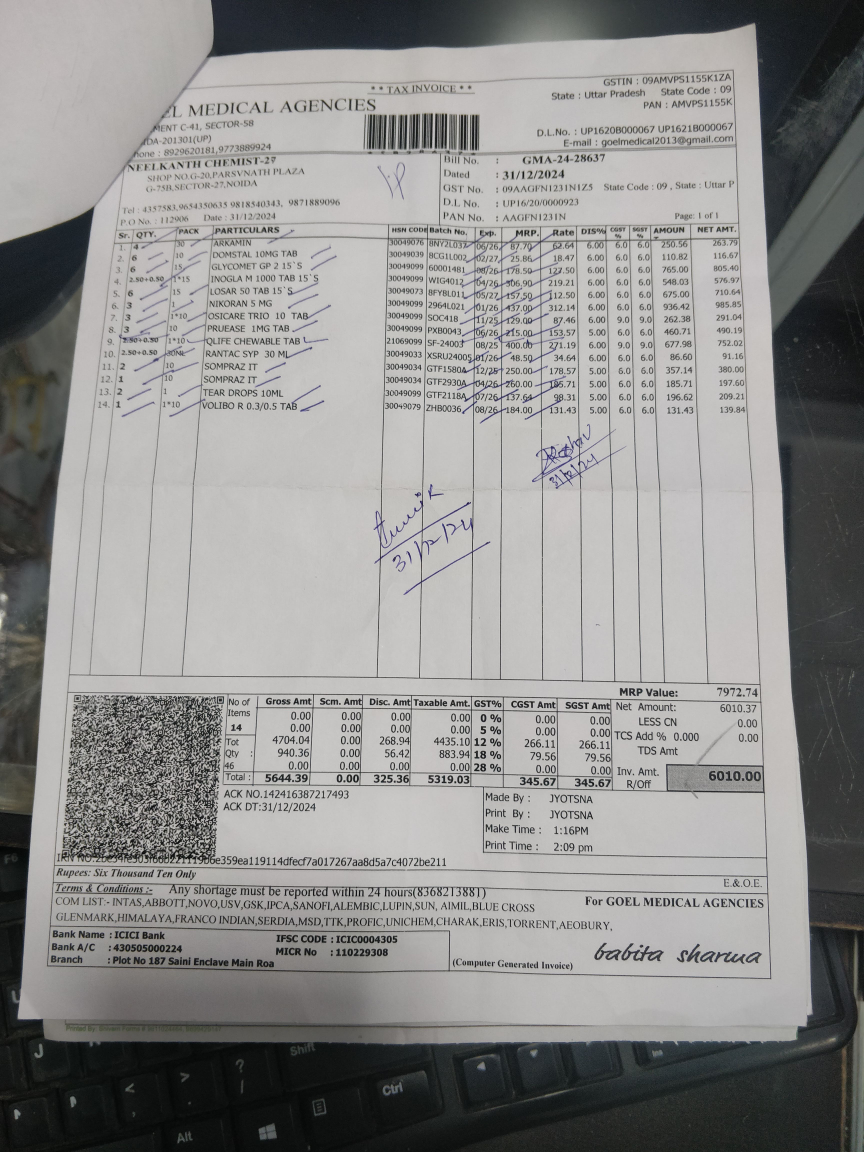 ** TAX INVOICE **
GSTIN : 09AMVPS1155K1ZA
State : Uttar Pradesh State Code : 09
PAN : AMVPS1155K
OEL MEDICAL AGENCIES
MENT C-41, SECTOR-58
IDA-201301(UP)
hone : 8929620181,9773889924
D.L.No. : UP1620B000067 UP1621B000067
E-mail : goelmedical2013@gmail.com
NEELKANTH CHEMIST-27
SHOP NO.G-20,PARSVNATH PLAZA
G-75B,SECTOR-27,NOIDA
Tel : 4357583,9654350635 9818540343, 9871889096
P.O No : 112906 Date : 31/12/2024
Bill No. : GMA-24-28637
Dated : 31/12/2024
GST No. : 09AAGFN1231N1Z5 State Code : 09 , State : Uttar P
D.L. No. : UP16/20/0000923
PAN No. : AAGFN1231N Page: 1 of 1
Sr. QTY. PACK PARTICULARS HSN CODE Batch No. Exp. MRP. Rate DIS% CGST % SGST % AMOUN NET AMT.
1. 4 30 ARKAMIN 30049076 8NY2L037 06/26 87.70 62.64 6.00 6.0 6.0 250.56 263.79
2. 6 10 DOMSTAL 10MG TAB 30049039 8CG1L002 02/27 25.86 18.47 6.00 6.0 6.0 110.82 116.67
3. 6 15 GLYCOMET GP 2 15`S 30049099 60001481 08/26 178.50 127.50 6.00 6.0 6.0 765.00 805.40
4. 2.50+0.50 1*15 INOGLA M 1000 TAB 15`S 30049099 WIG4012 04/26 306.90 219.21 6.00 6.0 6.0 548.03 576.97
5. 6 15 LOSAR 50 TAB 15`S 30049073 8FY8L011 05/27 157.50 112.50 6.00 6.0 6.0 675.00 710.64
6. 3 1 NIKORAN 5 MG 30049099 2964L021 01/26 437.00 312.14 6.00 6.0 6.0 936.42 985.85
7. 3 1*10 OSICARE TRIO 10 TAB 30049099 SOC418 11/25 129.00 87.46 6.00 9.0 9.0 262.38 291.04
8. 3 10 PRUEASE 1MG TAB 30049099 PXB0043 06/26 215.00 153.57 6.00 6.0 6.0 460.71 490.19
9. 2.50+0.50 1*10 QLIFE CHEWABLE TAB 21069099 SF-24003 08/25 400.00 271.19 6.00 9.0 9.0 677.98 752.02
10. 2.50+0.50 30ML RANTAC SYP 30 ML 30049033 XSRU24005 01/26 48.50 34.64 6.00 6.0 6.0 86.60 91.16
11. 2 10 SOMPRAZ IT 30049034 GTF1580A 12/25 250.00 178.57 5.00 6.0 6.0 357.14 380.00
12. 1 10 SOMPRAZ IT 30049034 GTF2930A 04/26 260.00 185.71 5.00 6.0 6.0 185.71 197.60
13. 2 1 TEAR DROPS 10ML 30049099 GTF2118A 07/26 137.64 98.31 5.00 6.0 6.0 196.62 209.21
14. 1 1*10 VOLIBO R 0.3/0.5 TAB 30049079 ZHB0036 08/26 184.00 131.43 5.00 6.0 6.0 131.43 139.84
31/12/24
31/12/24
MRP Value: 7972.74
No of Items 14 Tot Qty : 46
Gross Amt Scm. Amt Disc. Amt Taxable Amt. GST% CGST Amt SGST Amt
0.00 0.00 0.00 0.00 0 % 0.00 0.00
0.00 0.00 0.00 0.00 5 % 0.00 0.00
4704.04 0.00 268.94 4435.10 12 % 266.11 266.11
940.36 0.00 56.42 883.94 18 % 79.56 79.56
0.00 0.00 0.00 0.00 28 % 0.00 0.00
Total : 5644.39 0.00 325.36 5319.03 345.67 345.67
Net Amount: 6010.37
LESS CN 0.00
TCS Add % 0.000 0.00
TDS Amt
Inv. Amt. R/Off 6010.00
ACK NO.142416387217493
ACK DT:31/12/2024
Made By : JYOTSNA
Print By : JYOTSNA
Make Time : 1:16PM
Print Time : 2:09 pm
Rupees: Six Thousand Ten Only
E.&.O.E.
Terms & Conditions :- Any shortage must be reported within 24 hours(8368213881)
COM LIST:- INTAS,ABBOTT,NOVO,USV,GSK,IPCA,SANOFI,ALEMBIC,LUPIN,SUN, AIMIL,BLUE CROSS
GLENMARK,HIMALAYA,FRANCO INDIAN,SERDIA,MSD,TTK,PROFIC,UNICHEM,CHARAK,ERIS,TORRENT,AEOBURY,
For GOEL MEDICAL AGENCIES
Bank Name : ICICI Bank IFSC CODE : ICIC0004305
Bank A/C : 430505000224 MICR No : 110229308
Branch : Plot No 187 Saini Enclave Main Roa
(Computer Generated Invoice)
babita sharma
F6
J
Shift
<
>
?
Ctrl
Alt
Ins